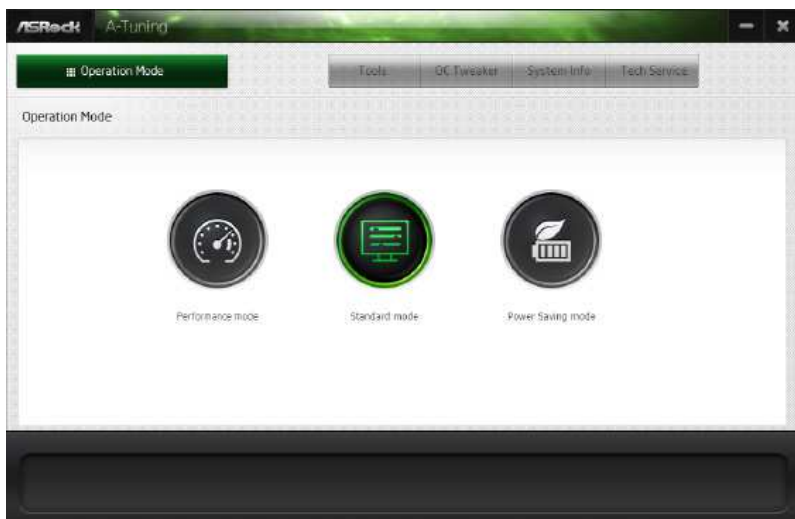 ASRock A-Tuning
Operation Mode Tools OC Tweaker System Info Tech Service
Operation Mode
Performance mode Standard mode Power Saving mode